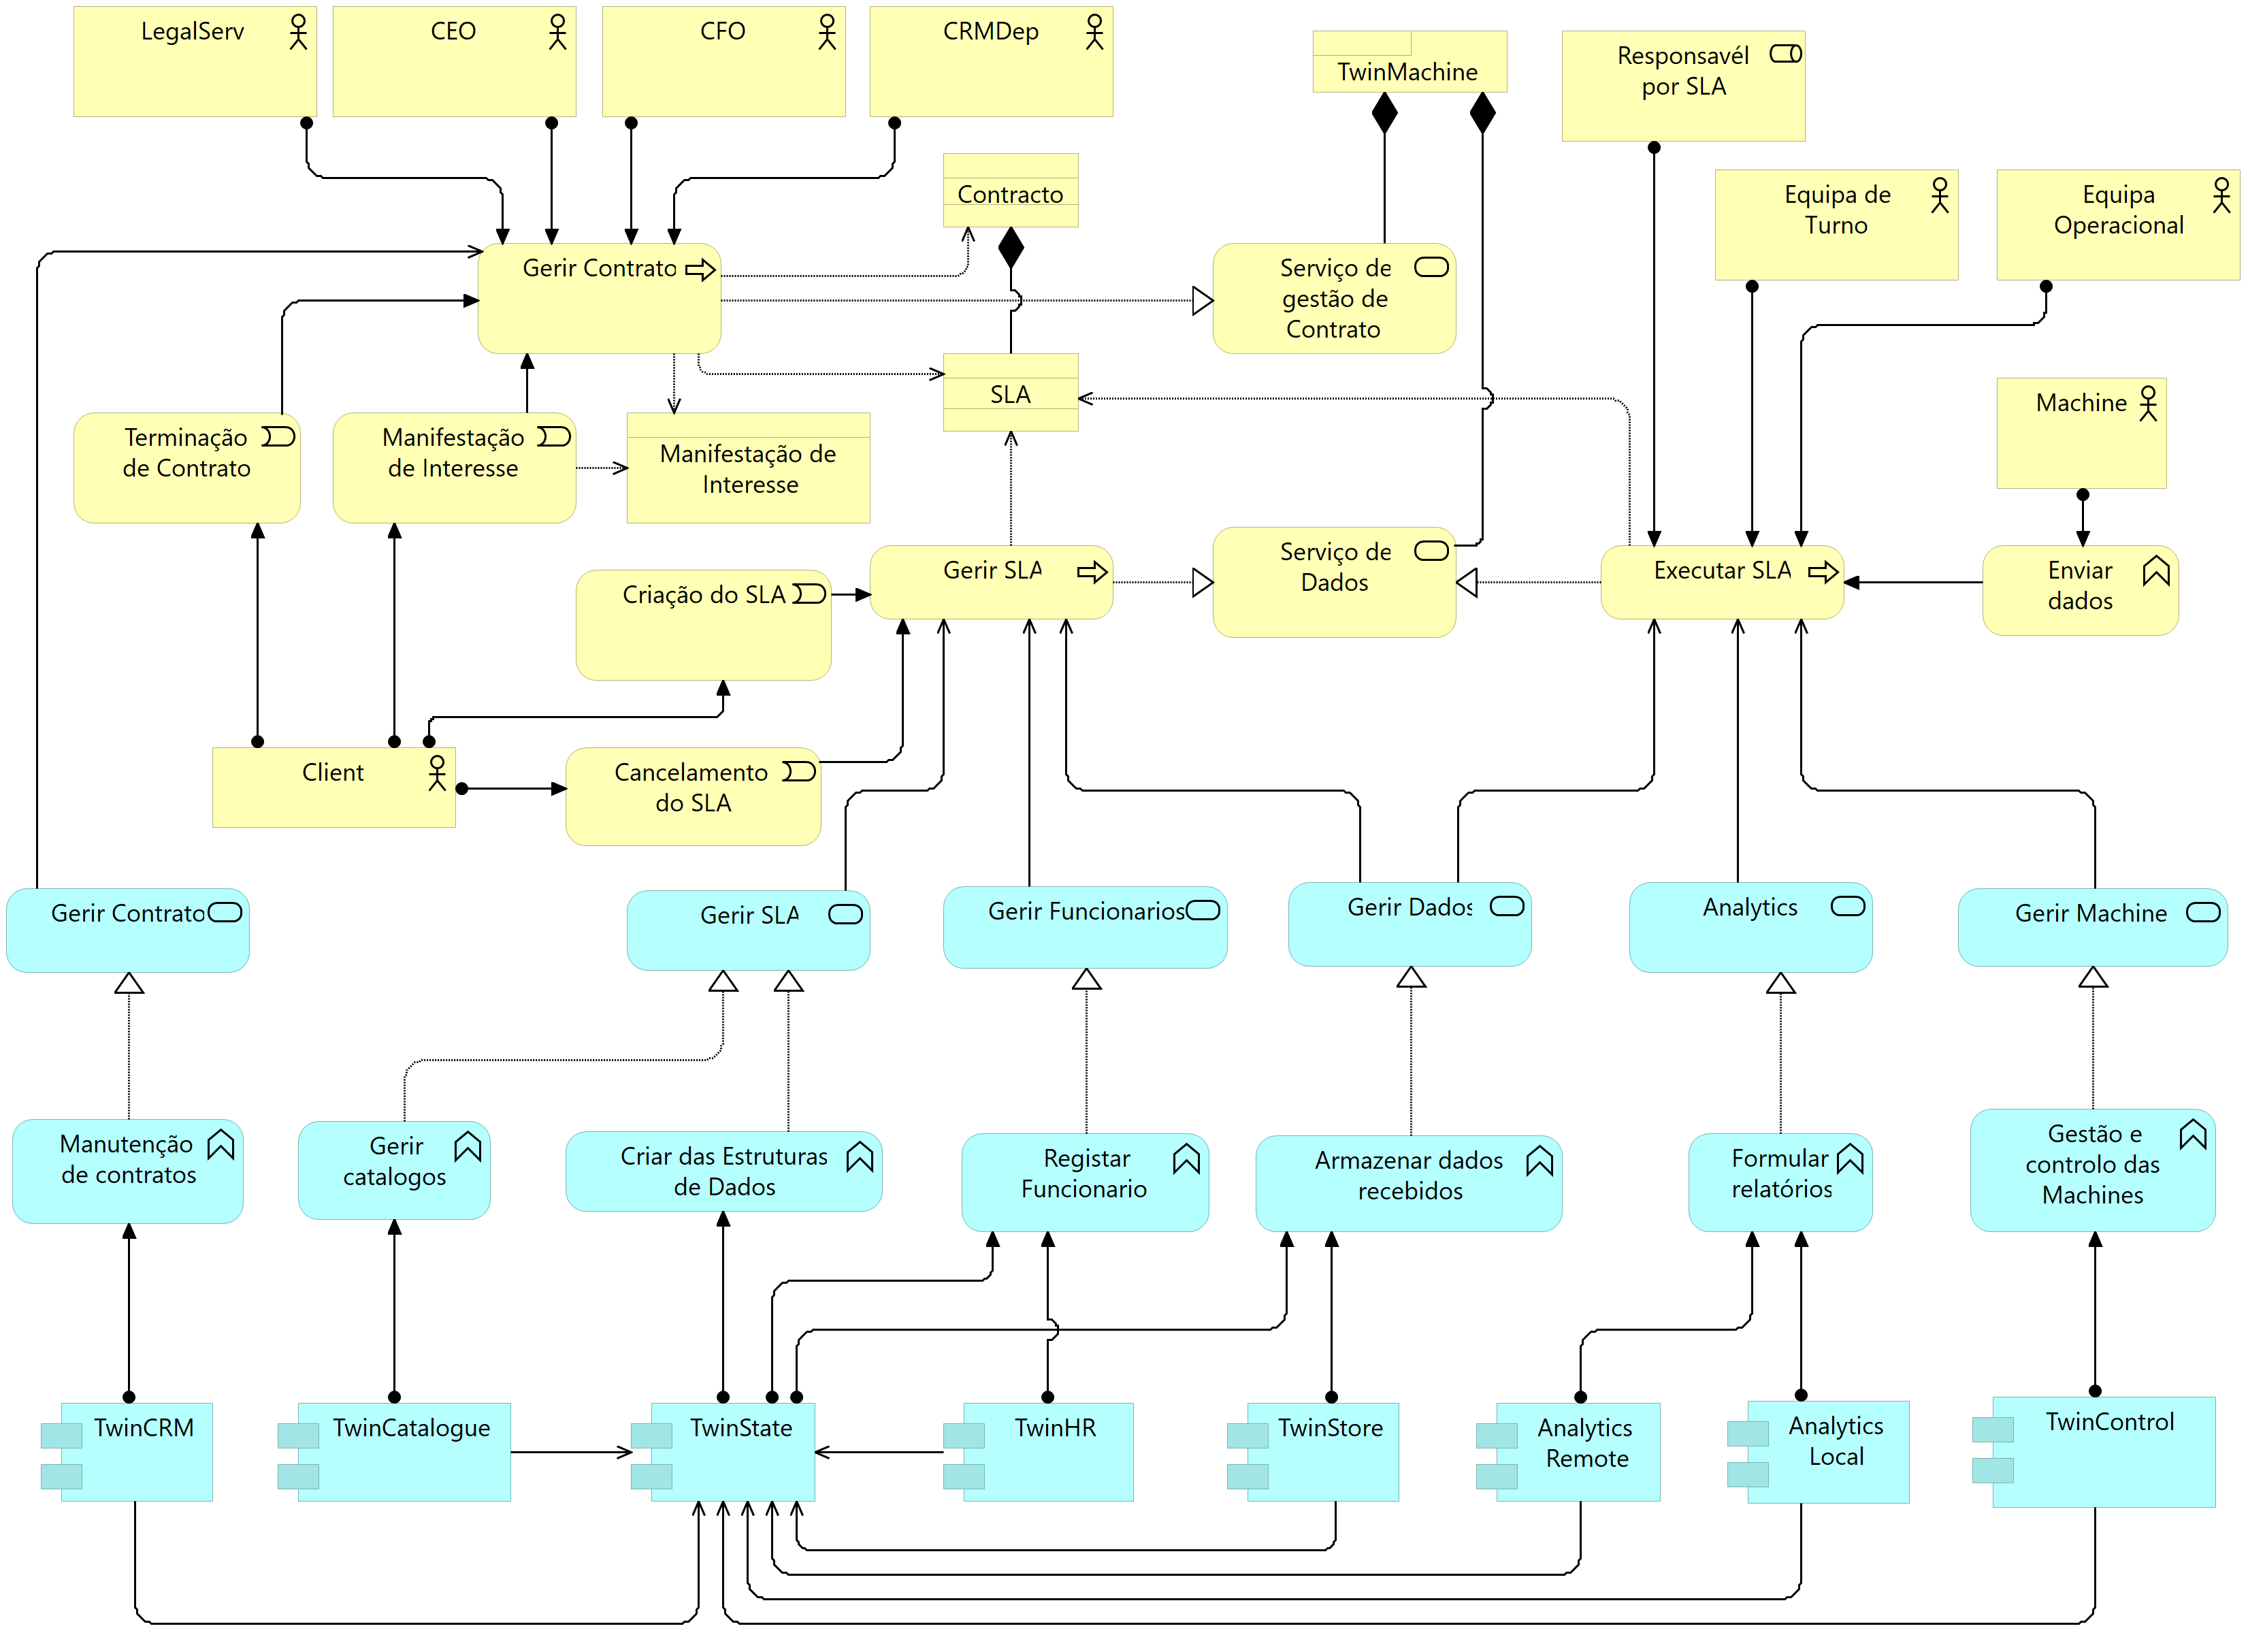 LegalServ
CEO
CFO
CRMDep
TwinMachine
Responsavél
por SLA
Contracto
Equipa de
Turno
Equipa
Operacional
Gerir Contrato
Serviço de
gestão de
Contrato
SLA
Machine
Terminação
de Contrato
Manifestação
de Interesse
Manifestação de
Interesse
Criação do SLA
Gerir SLA
Serviço de
Dados
Executar SLA
Enviar
dados
Client
Cancelamento
do SLA
Gerir Contrato
Gerir SLA
Gerir Funcionarios
Gerir Dados
Analytics
Gerir Machine
Manutenção
de contratos
Gerir
catalogos
Criar das Estruturas
de Dados
Registar
Funcionario
Armazenar dados
recebidos
Formular
relatórios
Gestão e
controlo das
Machines
TwinCRM
TwinCatalogue
TwinState
TwinHR
TwinStore
Analytics
Remote
Analytics
Local
TwinControl